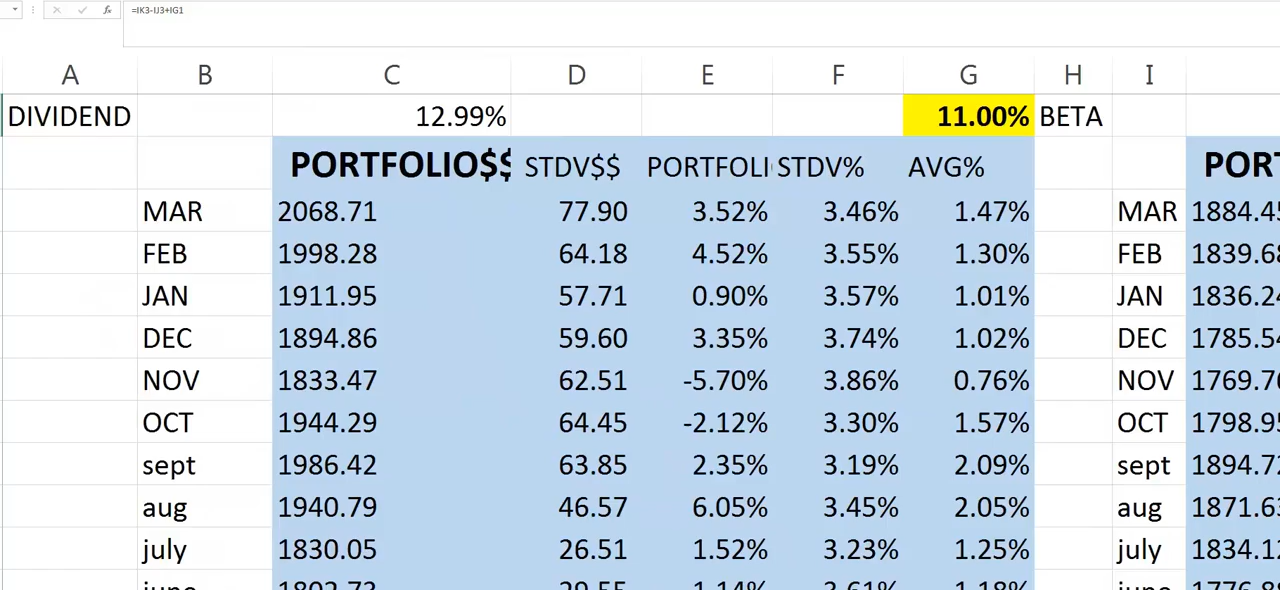 =IK3-IJ3+IG1
A B C D E F G H I
DIVIDEND 12.99% 11.00% BETA
PORTFOLIO$$ STDV$$ PORTFOLI STDV% AVG% PORT
MAR 2068.71 77.90 3.52% 3.46% 1.47% MAR 1884.45
FEB 1998.28 64.18 4.52% 3.55% 1.30% FEB 1839.68
JAN 1911.95 57.71 0.90% 3.57% 1.01% JAN 1836.24
DEC 1894.86 59.60 3.35% 3.74% 1.02% DEC 1785.54
NOV 1833.47 62.51 -5.70% 3.86% 0.76% NOV 1769.70
OCT 1944.29 64.45 -2.12% 3.30% 1.57% OCT 1798.95
sept 1986.42 63.85 2.35% 3.19% 2.09% sept 1894.72
aug 1940.79 46.57 6.05% 3.45% 2.05% aug 1871.63
july 1830.05 26.51 1.52% 3.23% 1.25% july 1834.12
june 1802.73 29.55 1.14% 3.61% 1.18% june